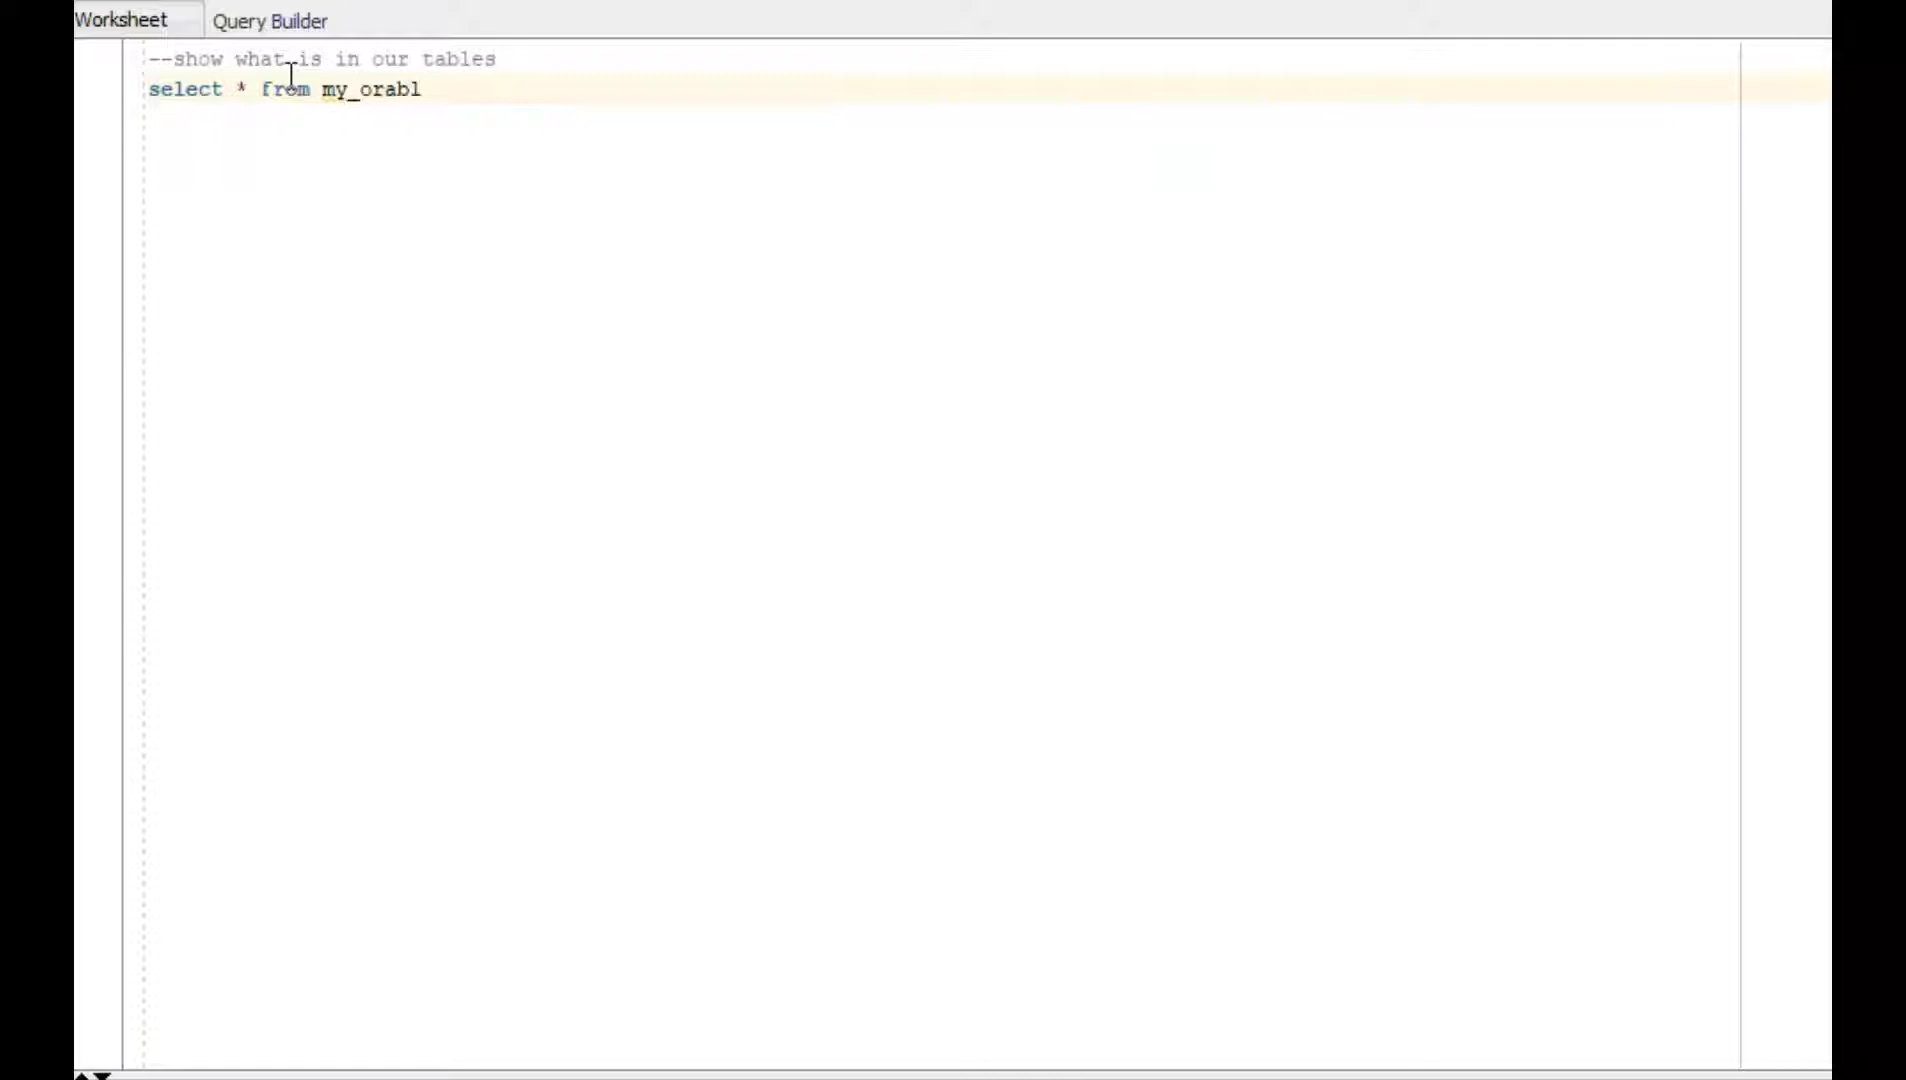 Worksheet Query Builder
--show what is in our tables
select * from my_orabl